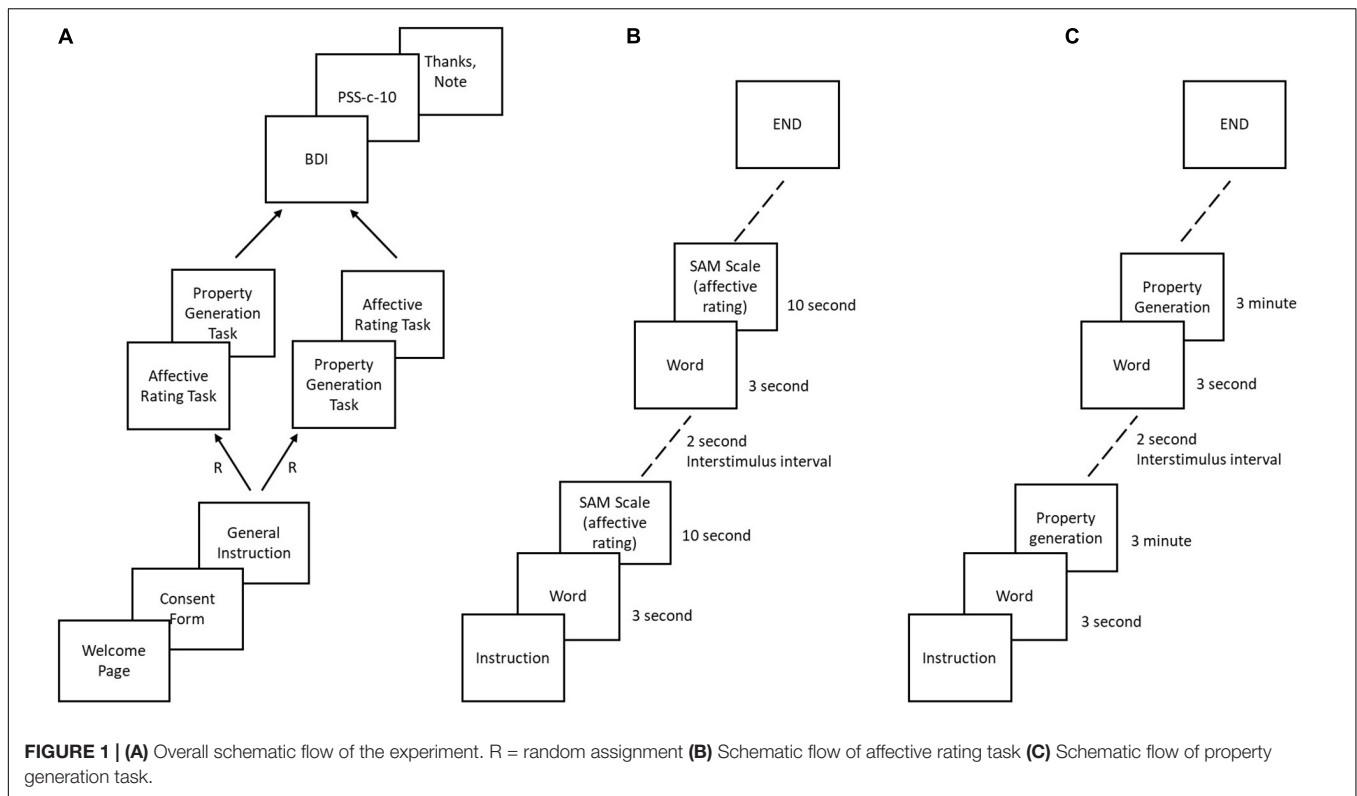 A
Thanks,
Note
PSS-c-10
BDI
Property
Generation
Task
Affective
Rating Task
Affective
Rating Task
Property
Generation
Task
R
R
General
Instruction
Consent
Form
Welcome
Page
B
END
SAM Scale
(affective
rating)
10 second
Word
3 second
2 second
Interstimulus interval
SAM Scale
(affective
rating)
10 second
Word
3 second
Instruction
C
END
Property
Generation
3 minute
Word
3 second
2 second
Interstimulus interval
Property
generation
3 minute
Word
3 second
Instruction
FIGURE 1 | (A) Overall schematic flow of the experiment. R = random assignment (B) Schematic flow of affective rating task (C) Schematic flow of property
generation task.